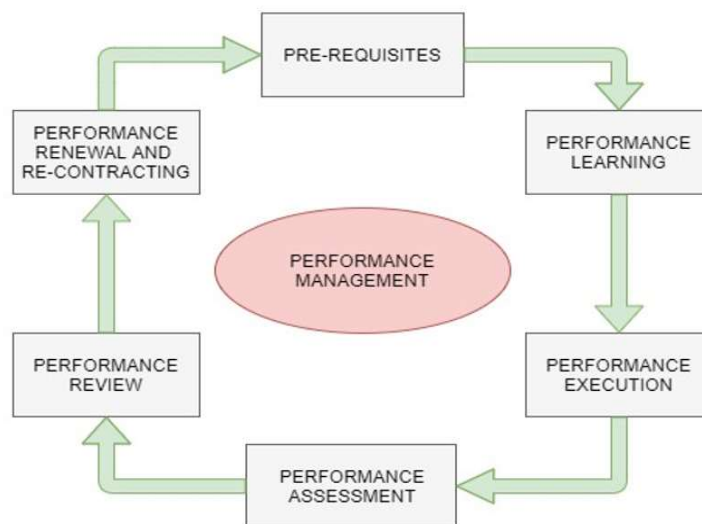 PRE-REQUISITES
PERFORMANCE
LEARNING
PERFORMANCE
EXECUTION
PERFORMANCE
ASSESSMENT
PERFORMANCE
REVIEW
PERFORMANCE
RENEWAL AND
RE-CONTRACTING
PERFORMANCE
MANAGEMENT